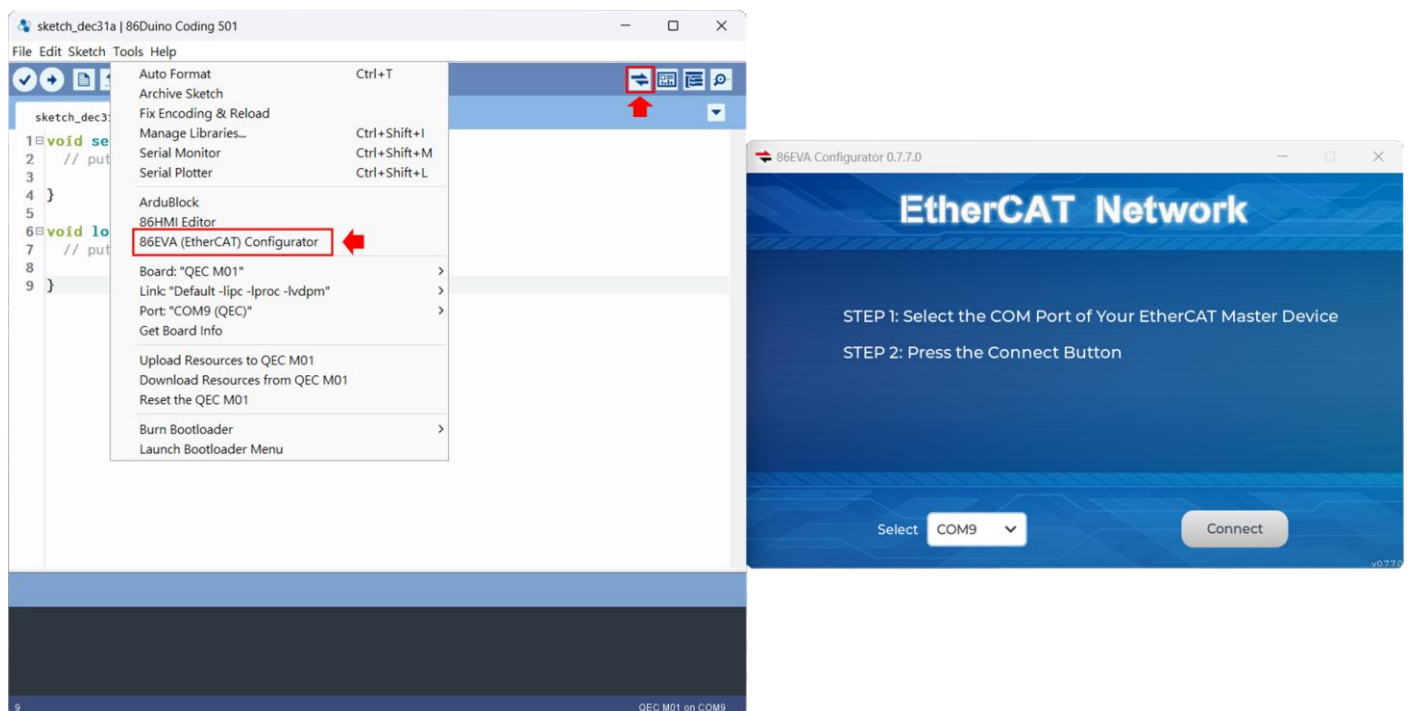 sketch_dec31a | 86Duino Coding 501
File Edit Sketch Tools Help
Auto Format Ctrl+T
Archive Sketch
Fix Encoding & Reload
Manage Libraries... Ctrl+Shift+I
Serial Monitor Ctrl+Shift+M
Serial Plotter Ctrl+Shift+L
ArduBlock
86HMI Editor
86EVA (EtherCAT) Configurator
Board: "QEC M01"
Link: "Default -lipc -lproc -lvdpm"
Port: "COM9 (QEC)"
Get Board Info
Upload Resources to QEC M01
Download Resources from QEC M01
Reset the QEC M01
Burn Bootloader
Launch Bootloader Menu
sketch_dec3
1 void se
2 // put
3
4 }
5
6 void lo
7 // put
8
9 }
9 QEC M01 on COM9
86EVA Configurator 0.7.7.0
EtherCAT Network
STEP 1: Select the COM Port of Your EtherCAT Master Device
STEP 2: Press the Connect Button
Select COM9 Connect
v0.7.7.0